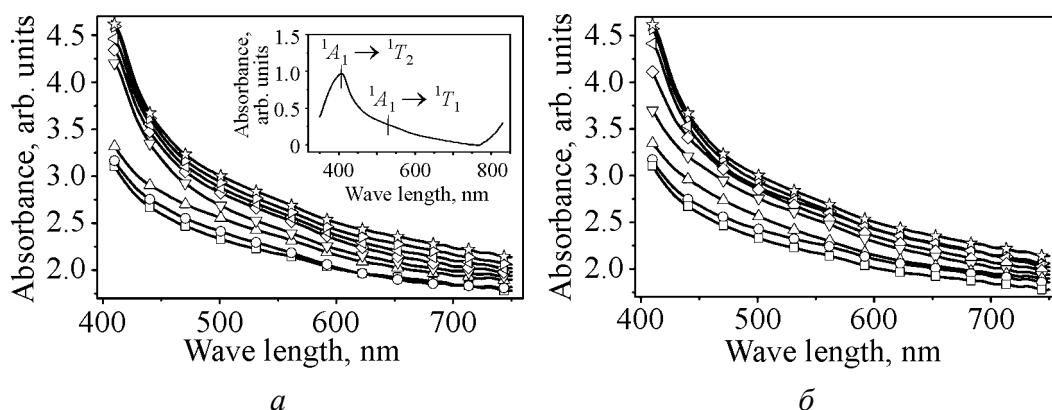 4.5
4.0
3.5
3.0
2.5
2.0
Absorbance, arb. units
400 500 600 700
Wave length, nm
1.5
1.0
0.5
0
Absorbance,
arb. units
¹A₁ → ¹T₂
¹A₁ → ¹T₁
400 600 800
Wave length, nm
а
4.5
4.0
3.5
3.0
2.5
2.0
Absorbance, arb. units
400 500 600 700
Wave length, nm
б